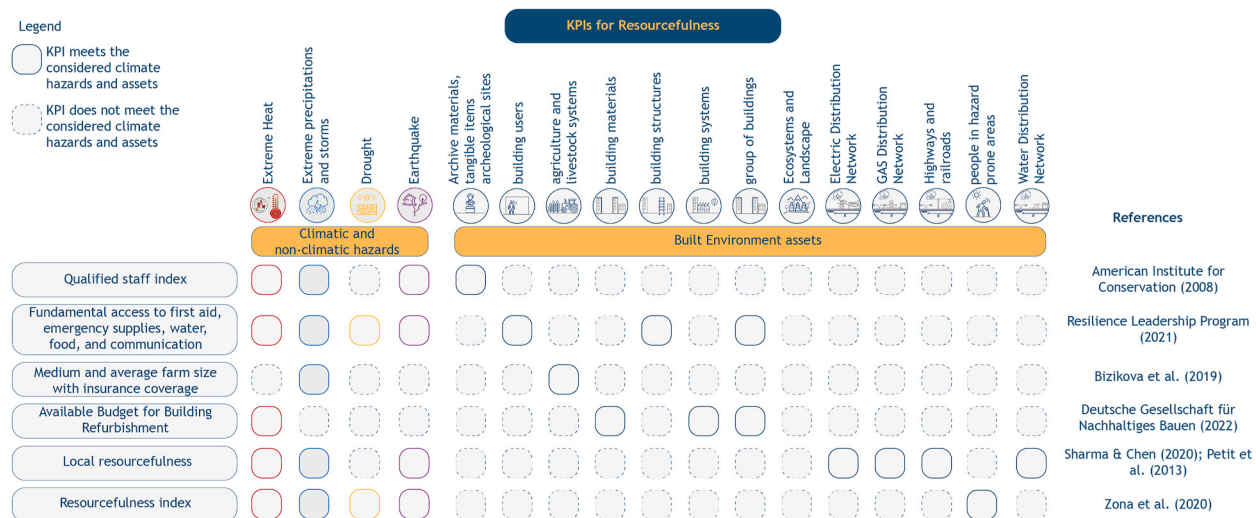 KPIs for Resourcefulness
Legend
KPI meets the
considered climate
hazards and assets
KPI does not meet the
considered climate
hazards and assets
Extreme Heat
Extreme precipitations
and storms
Drought
Earthquake
Archive materials,
tangible items
archeological sites
building users
agriculture and
livestock systems
building materials
building structures
building systems
group of buildings
Ecosystems and
Landscape
Electric Distribution
Network
GAS Distribution
Network
Highways and
railroads
people in hazard
prone areas
Water Distribution
Network
References
Climatic and
non-climatic hazards
Built Environment assets
Qualified staff index
American Institute for
Conservation (2008)
Fundamental access to first aid,
emergency supplies, water,
food, and communication
Resilience Leadership Program
(2021)
Medium and average farm size
with insurance coverage
Bizikova et al. (2019)
Available Budget for Building
Refurbishment
Deutsche Gesellschaft für
Nachhaltiges Bauen (2022)
Local resourcefulness
Sharma & Chen (2020); Petit et
al. (2013)
Resourcefulness index
Zona et al. (2020)